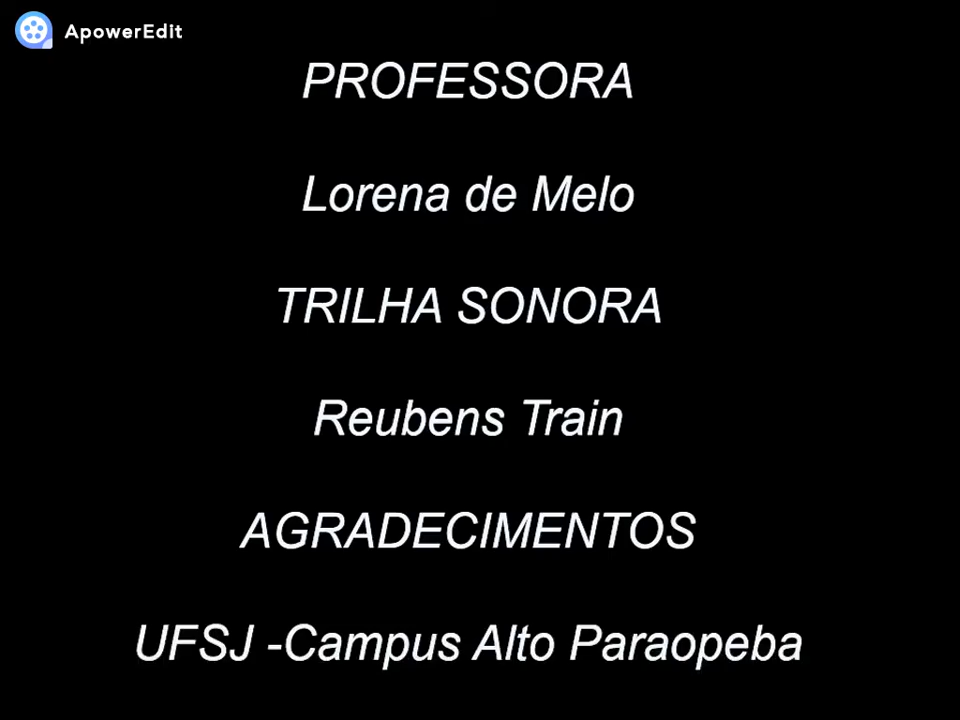 ApowerEdit
PROFESSORA
Lorena de Melo
TRILHA SONORA
Reubens Train
AGRADECIMENTOS
UFSJ -Campus Alto Paraopeba